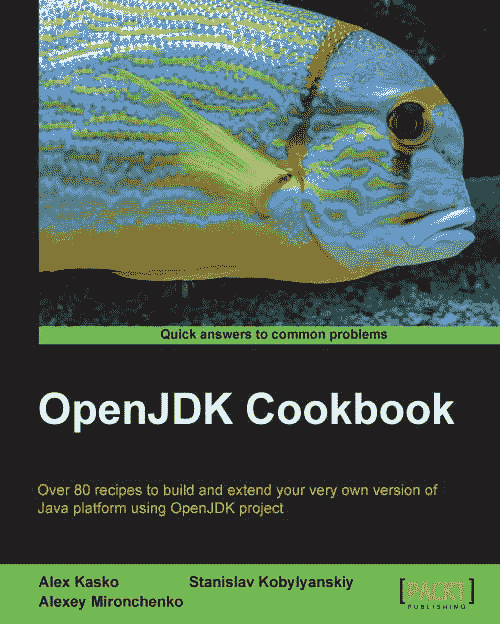 Quick answers to common problems
OpenJDK Cookbook
Over 80 recipes to build and extend your very own version of
Java platform using OpenJDK project
Alex Kasko Stanislav Kobylyanskiy
Alexey Mironchenko
[PACKT]
PUBLISHING